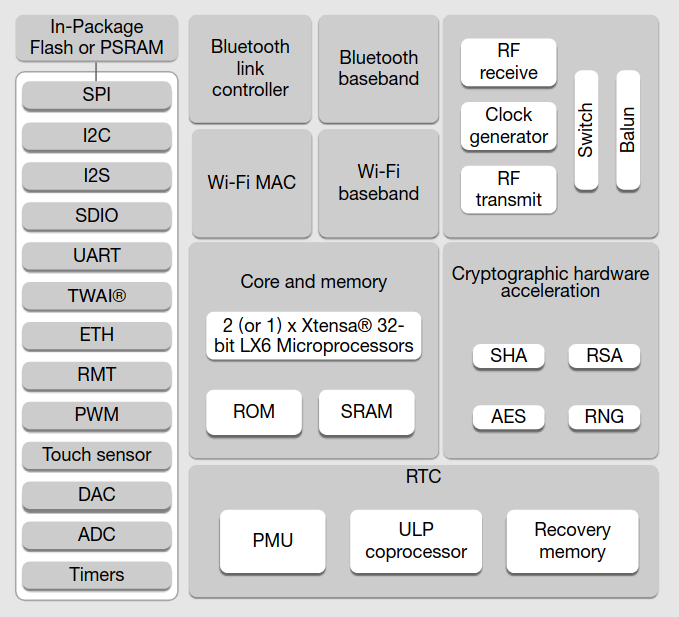 In-Package
Flash or PSRAM
SPI
I2C
I2S
SDIO
UART
TWAI®
ETH
RMT
PWM
Touch sensor
DAC
ADC
Timers
Bluetooth
link
controller
Bluetooth
baseband
Wi-Fi MAC
Wi-Fi
baseband
RF
receive
Clock
generator
RF
transmit
Switch
Balun
Core and memory
2 (or 1) x Xtensa® 32-
bit LX6 Microprocessors
ROM
SRAM
Cryptographic hardware
acceleration
SHA
RSA
AES
RNG
RTC
PMU
ULP
coprocessor
Recovery
memory